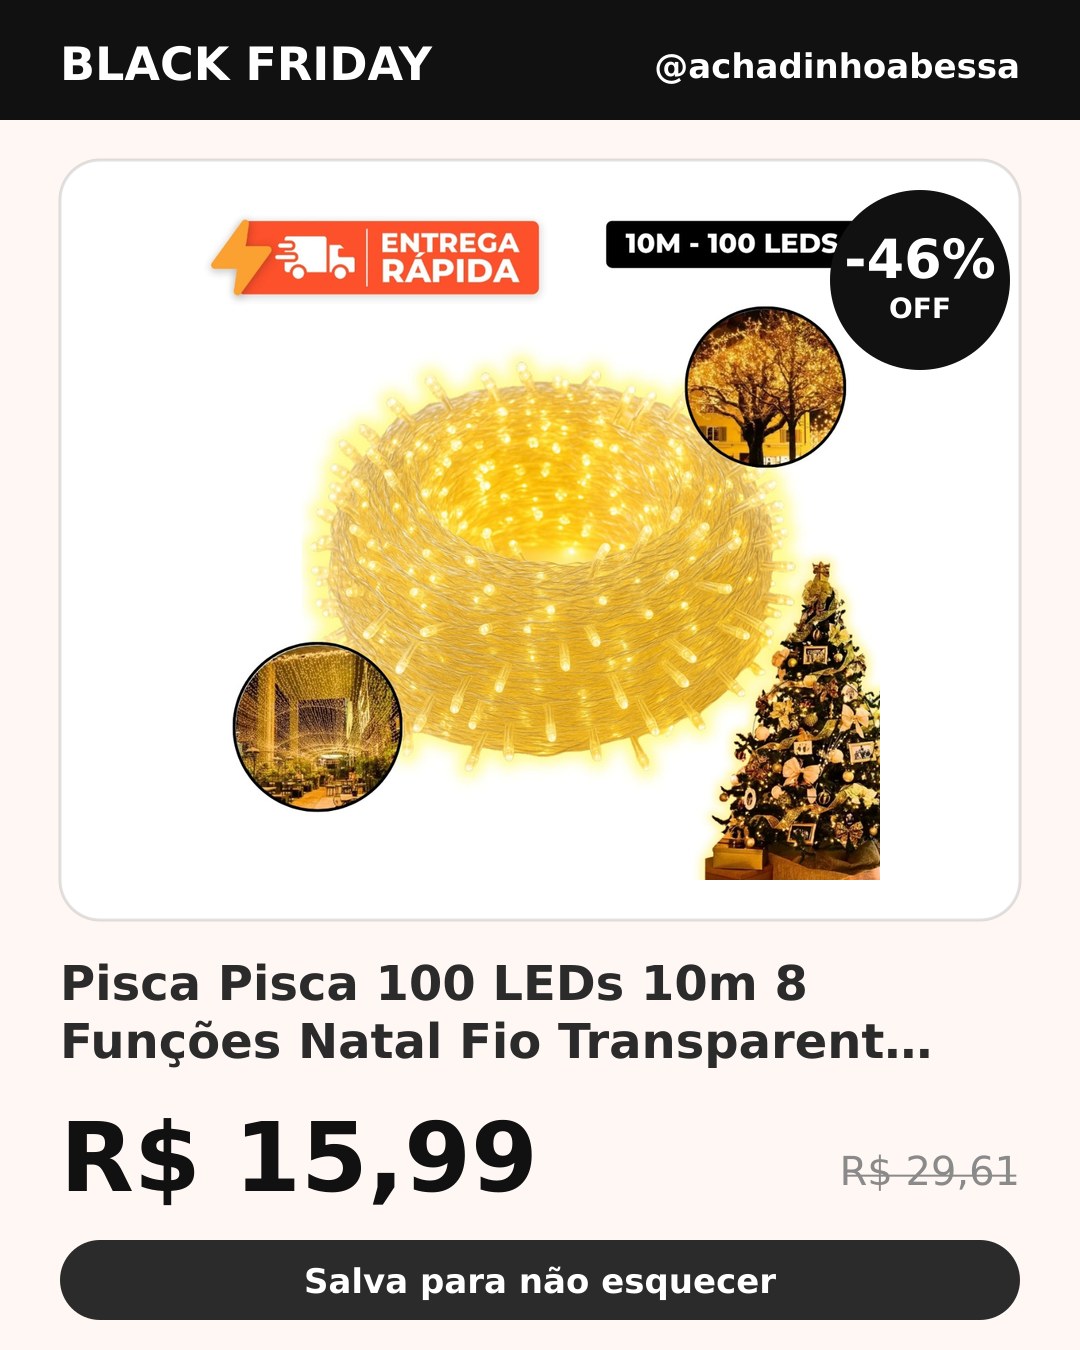 BLACK FRIDAY
@achadinhoabessa
ENTREGA
RÁPIDA
10M - 100 LEDS
-46%
OFF
Pisca Pisca 100 LEDs 10m 8
Funções Natal Fio Transparent...
R$ 15,99
R$ 29,61
Salva para não esquecer